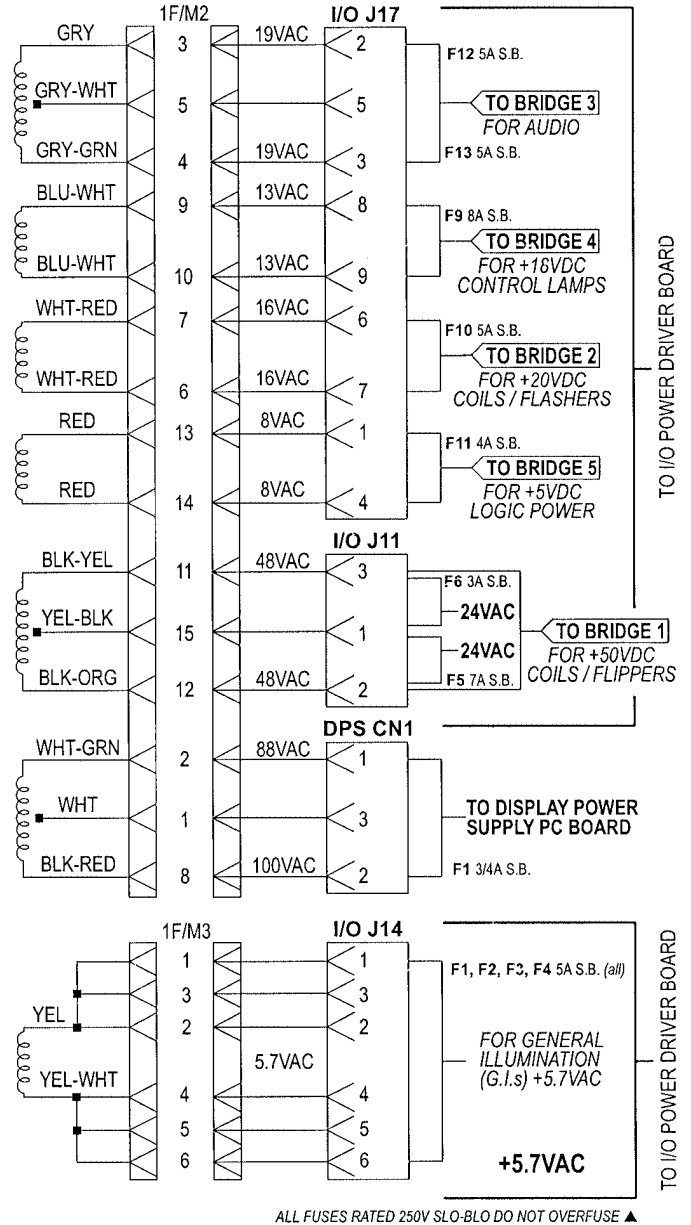 1F/M2
I/O J17
GRY 3 19VAC 2
F12 5A S.B.
GRY-WHT 5 5
TO BRIDGE 3
FOR AUDIO
GRY-GRN 4 19VAC 3
F13 5A S.B.
BLU-WHT 9 13VAC 8
F9 8A S.B.
TO BRIDGE 4
FOR +18VDC
CONTROL LAMPS
BLU-WHT 10 13VAC 9
WHT-RED 7 16VAC 6
F10 5A S.B.
TO BRIDGE 2
FOR +20VDC
COILS / FLASHERS
WHT-RED 6 16VAC 7
RED 13 8VAC 1
F11 4A S.B.
TO BRIDGE 5
FOR +5VDC
LOGIC POWER
RED 14 8VAC 4
TO I/O POWER DRIVER BOARD
I/O J11
BLK-YEL 11 48VAC 3
F6 3A S.B.
24VAC
YEL-BLK 15 1
TO BRIDGE 1
FOR +50VDC
COILS / FLIPPERS
24VAC
F5 7A S.B.
BLK-ORG 12 48VAC 2
DPS CN1
WHT-GRN 2 88VAC 1
WHT 1 3
TO DISPLAY POWER
SUPPLY PC BOARD
BLK-RED 8 100VAC 2
F1 3/4A S.B.
1F/M3
I/O J14
1 1
F1, F2, F3, F4 5A S.B. (all)
3 3
YEL 2 2
5.7VAC
FOR GENERAL
ILLUMINATION
(G.I.s) +5.7VAC
YEL-WHT 4 4
5 5
6 6
+5.7VAC
TO I/O POWER DRIVER BOARD
ALL FUSES RATED 250V SLO-BLO DO NOT OVERFUSE ▲